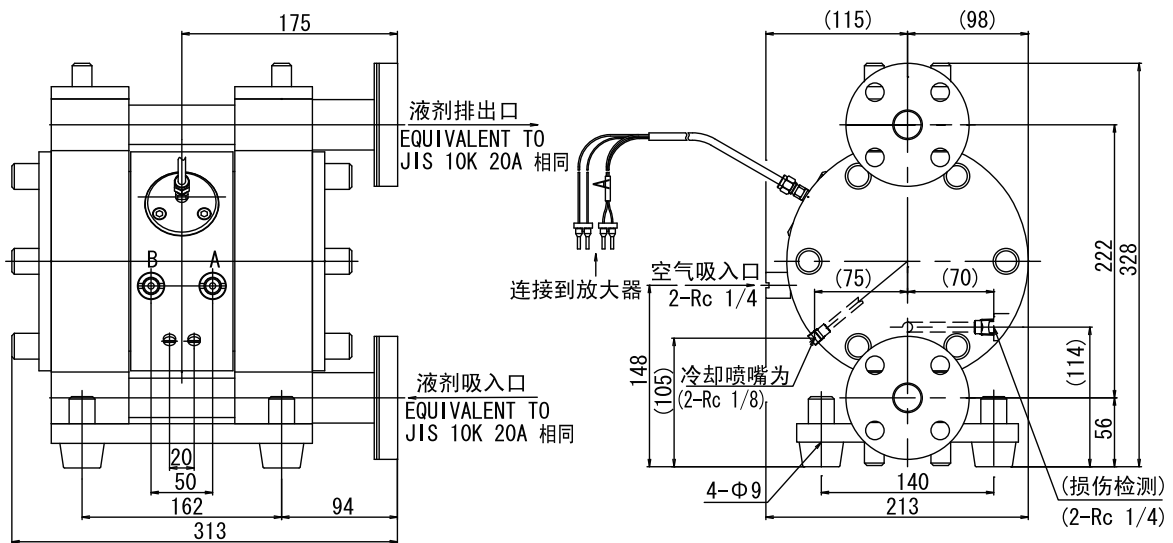 175
液剂排出口
EQUIVALENT TO
JIS 10K 20A 相同
B
A
液剂吸入口
EQUIVALENT TO
JIS 10K 20A 相同
20
50
162
94
313
(115)
(98)
连接到放大器
空气吸入口
2-Rc 1/4
(75)
(70)
222
328
148
(105)
冷却喷嘴为
(2-Rc 1/8)
(114)
56
4-Φ9
140
213
(损伤检测)
(2-Rc 1/4)